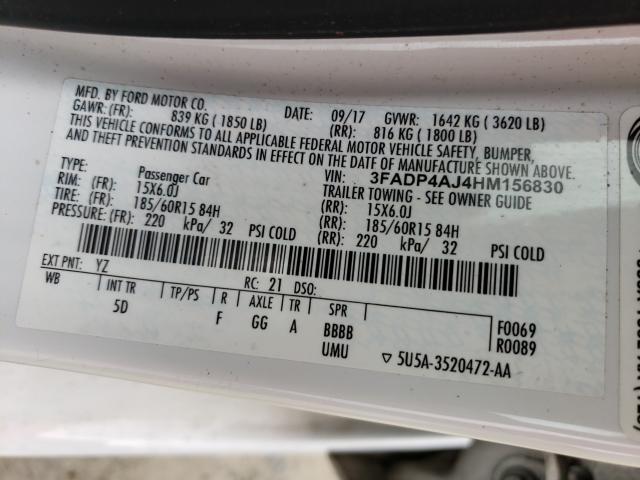 MFD. BY FORD MOTOR CO.
DATE: 09/17 GVWR: 1642 KG ( 3620 LB)
GAWR: (FR): 839 KG ( 1850 LB) (RR): 816 KG ( 1800 LB)
THIS VEHICLE CONFORMS TO ALL APPLICABLE FEDERAL MOTOR VEHICLE SAFETY, BUMPER,
AND THEFT PREVENTION STANDARDS IN EFFECT ON THE DATE OF MANUFACTURE SHOWN ABOVE.
VIN: 3FADP4AJ4HM156830
TYPE: Passenger Car TRAILER TOWING - SEE OWNER GUIDE
RIM: (FR) 15X6.0J (RR): 15X6.0J
TIRE: (FR) 185/60R15 84H (RR): 185/60R15 84H
PRESSURE: (FR) 220 kPa/ 32 PSI COLD (RR): 220 kPa/ 32 PSI COLD
EXT PNT: YZ RC: 21 DSO:
WB INT TR TP/PS R AXLE TR SPR
5D F GG A BBBB F0069
UMU R0089
5U5A-3520472-AA